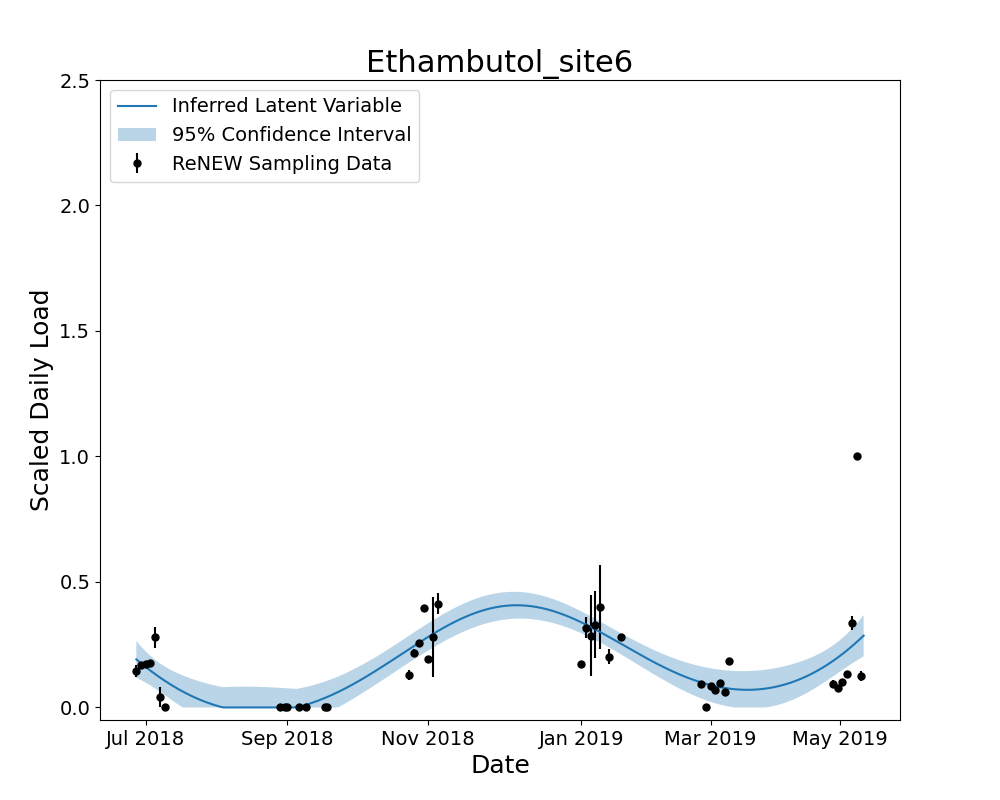 Ethambutol_site6
2.5
2.0
1.5
1.0
0.5
0.0
Scaled Daily Load
Inferred Latent Variable
95% Confidence Interval
ReNEW Sampling Data
Jul 2018
Sep 2018
Nov 2018
Jan 2019
Mar 2019
May 2019
Date